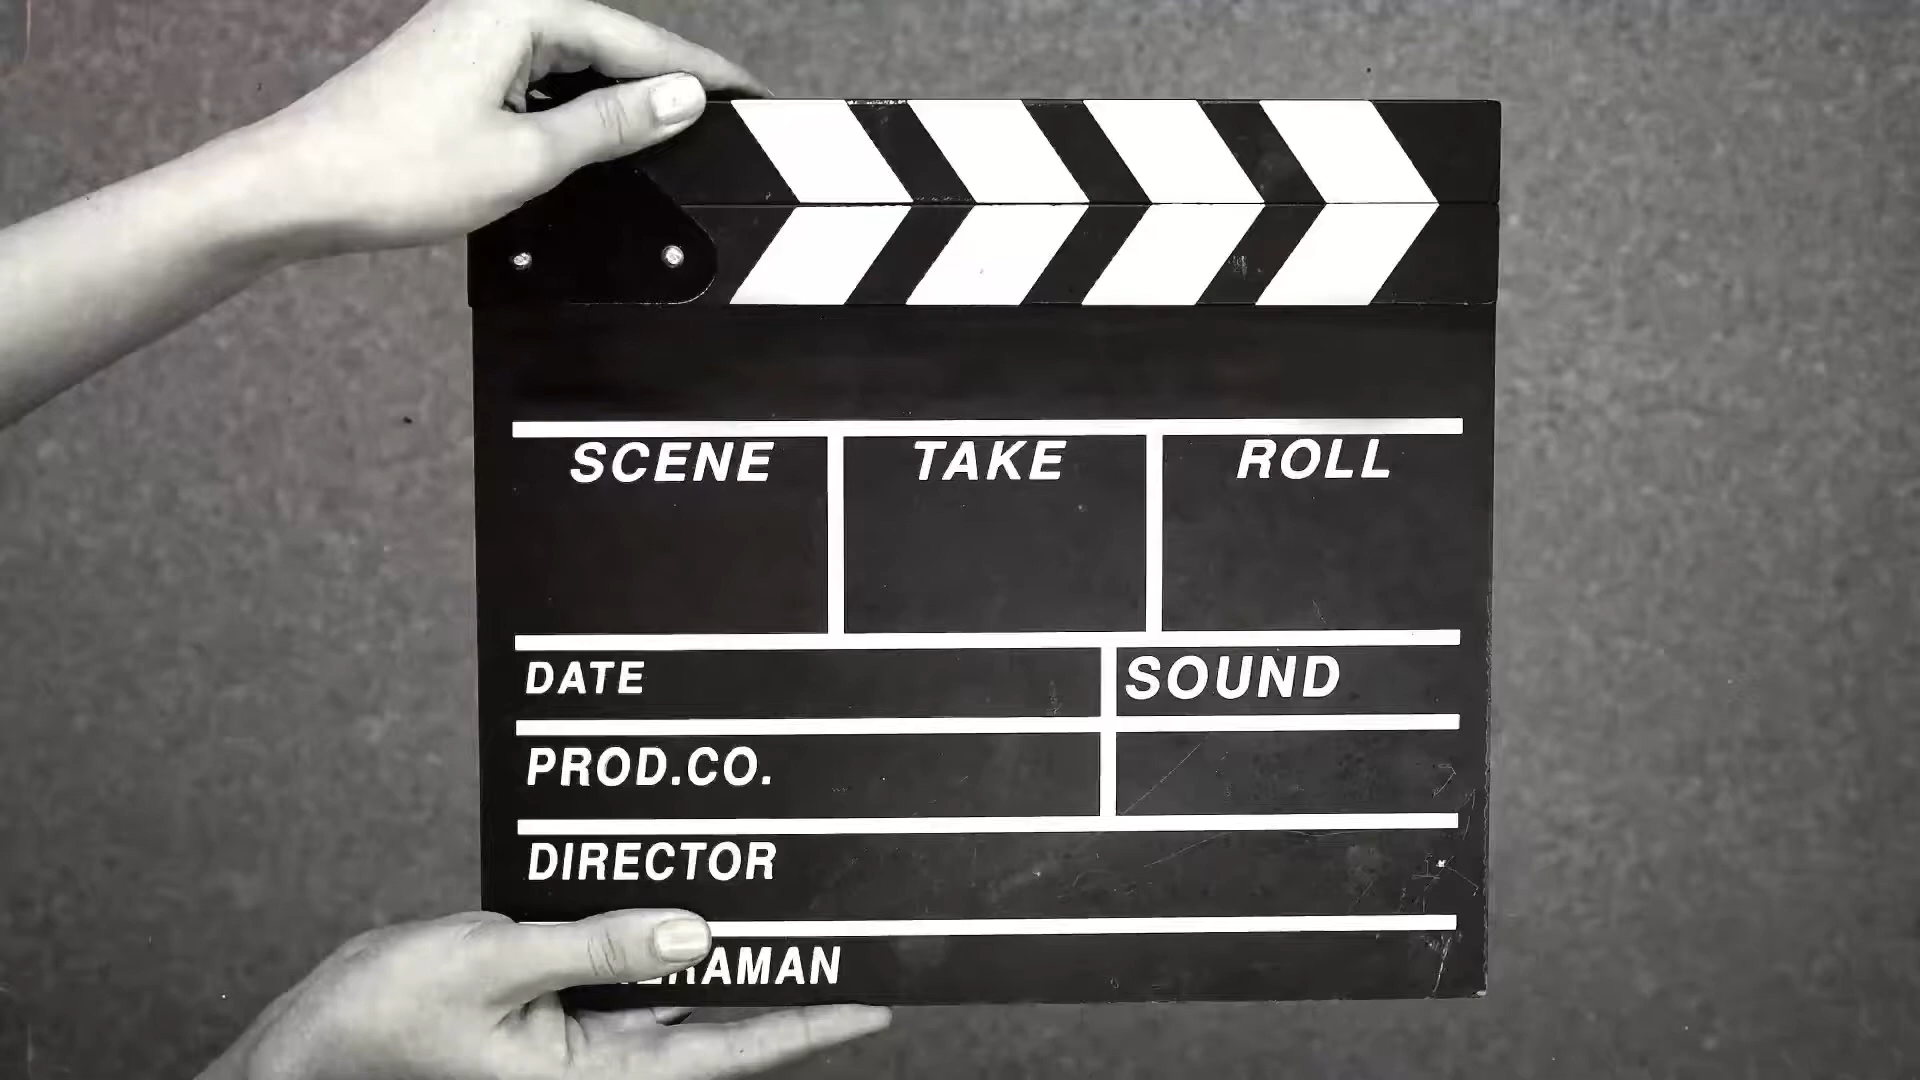 SCENE TAKE ROLL
DATE SOUND
PROD.CO.
DIRECTOR